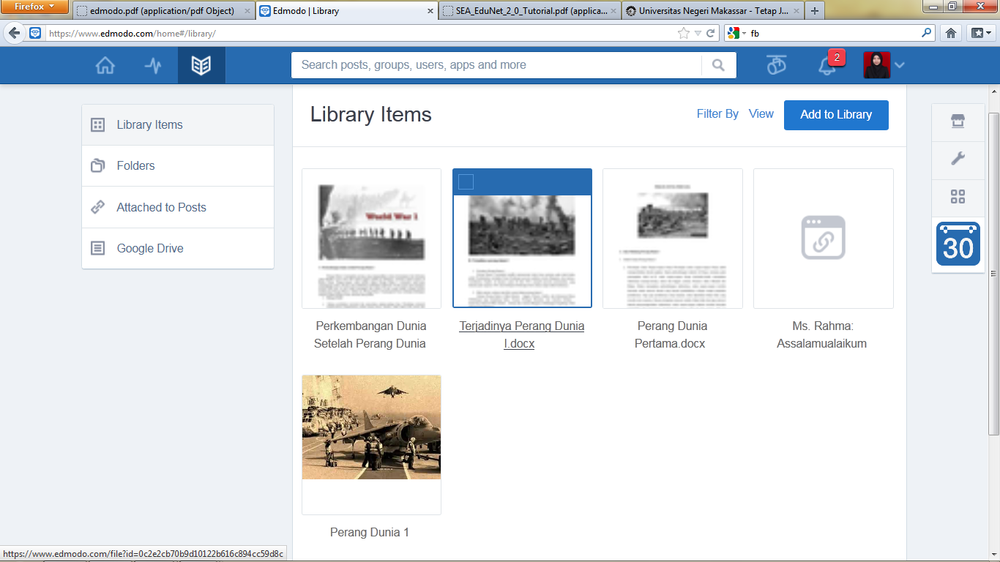 Firefox
edmodo.pdf (application/pdf Object)
Edmodo | Library
SEA_EduNet_2_0_Tutorial.pdf (applica...
Universitas Negeri Makassar - Tetap J...
https://www.edmodo.com/home#/library/
fb
Search posts, groups, users, apps and more
2
Library Items
Folders
Attached to Posts
Google Drive
Library Items
Filter By
View
Add to Library
World War 1
Perkembangan Dunia
Setelah Perang Dunia
Terjadinya Perang Dunia
I.docx
Perang Dunia
Pertama.docx
Ms. Rahma:
Assalamualaikum
Perang Dunia 1
30
https://www.edmodo.com/file?id=0c2e2cb70b9d10122b616c894cc59d8c